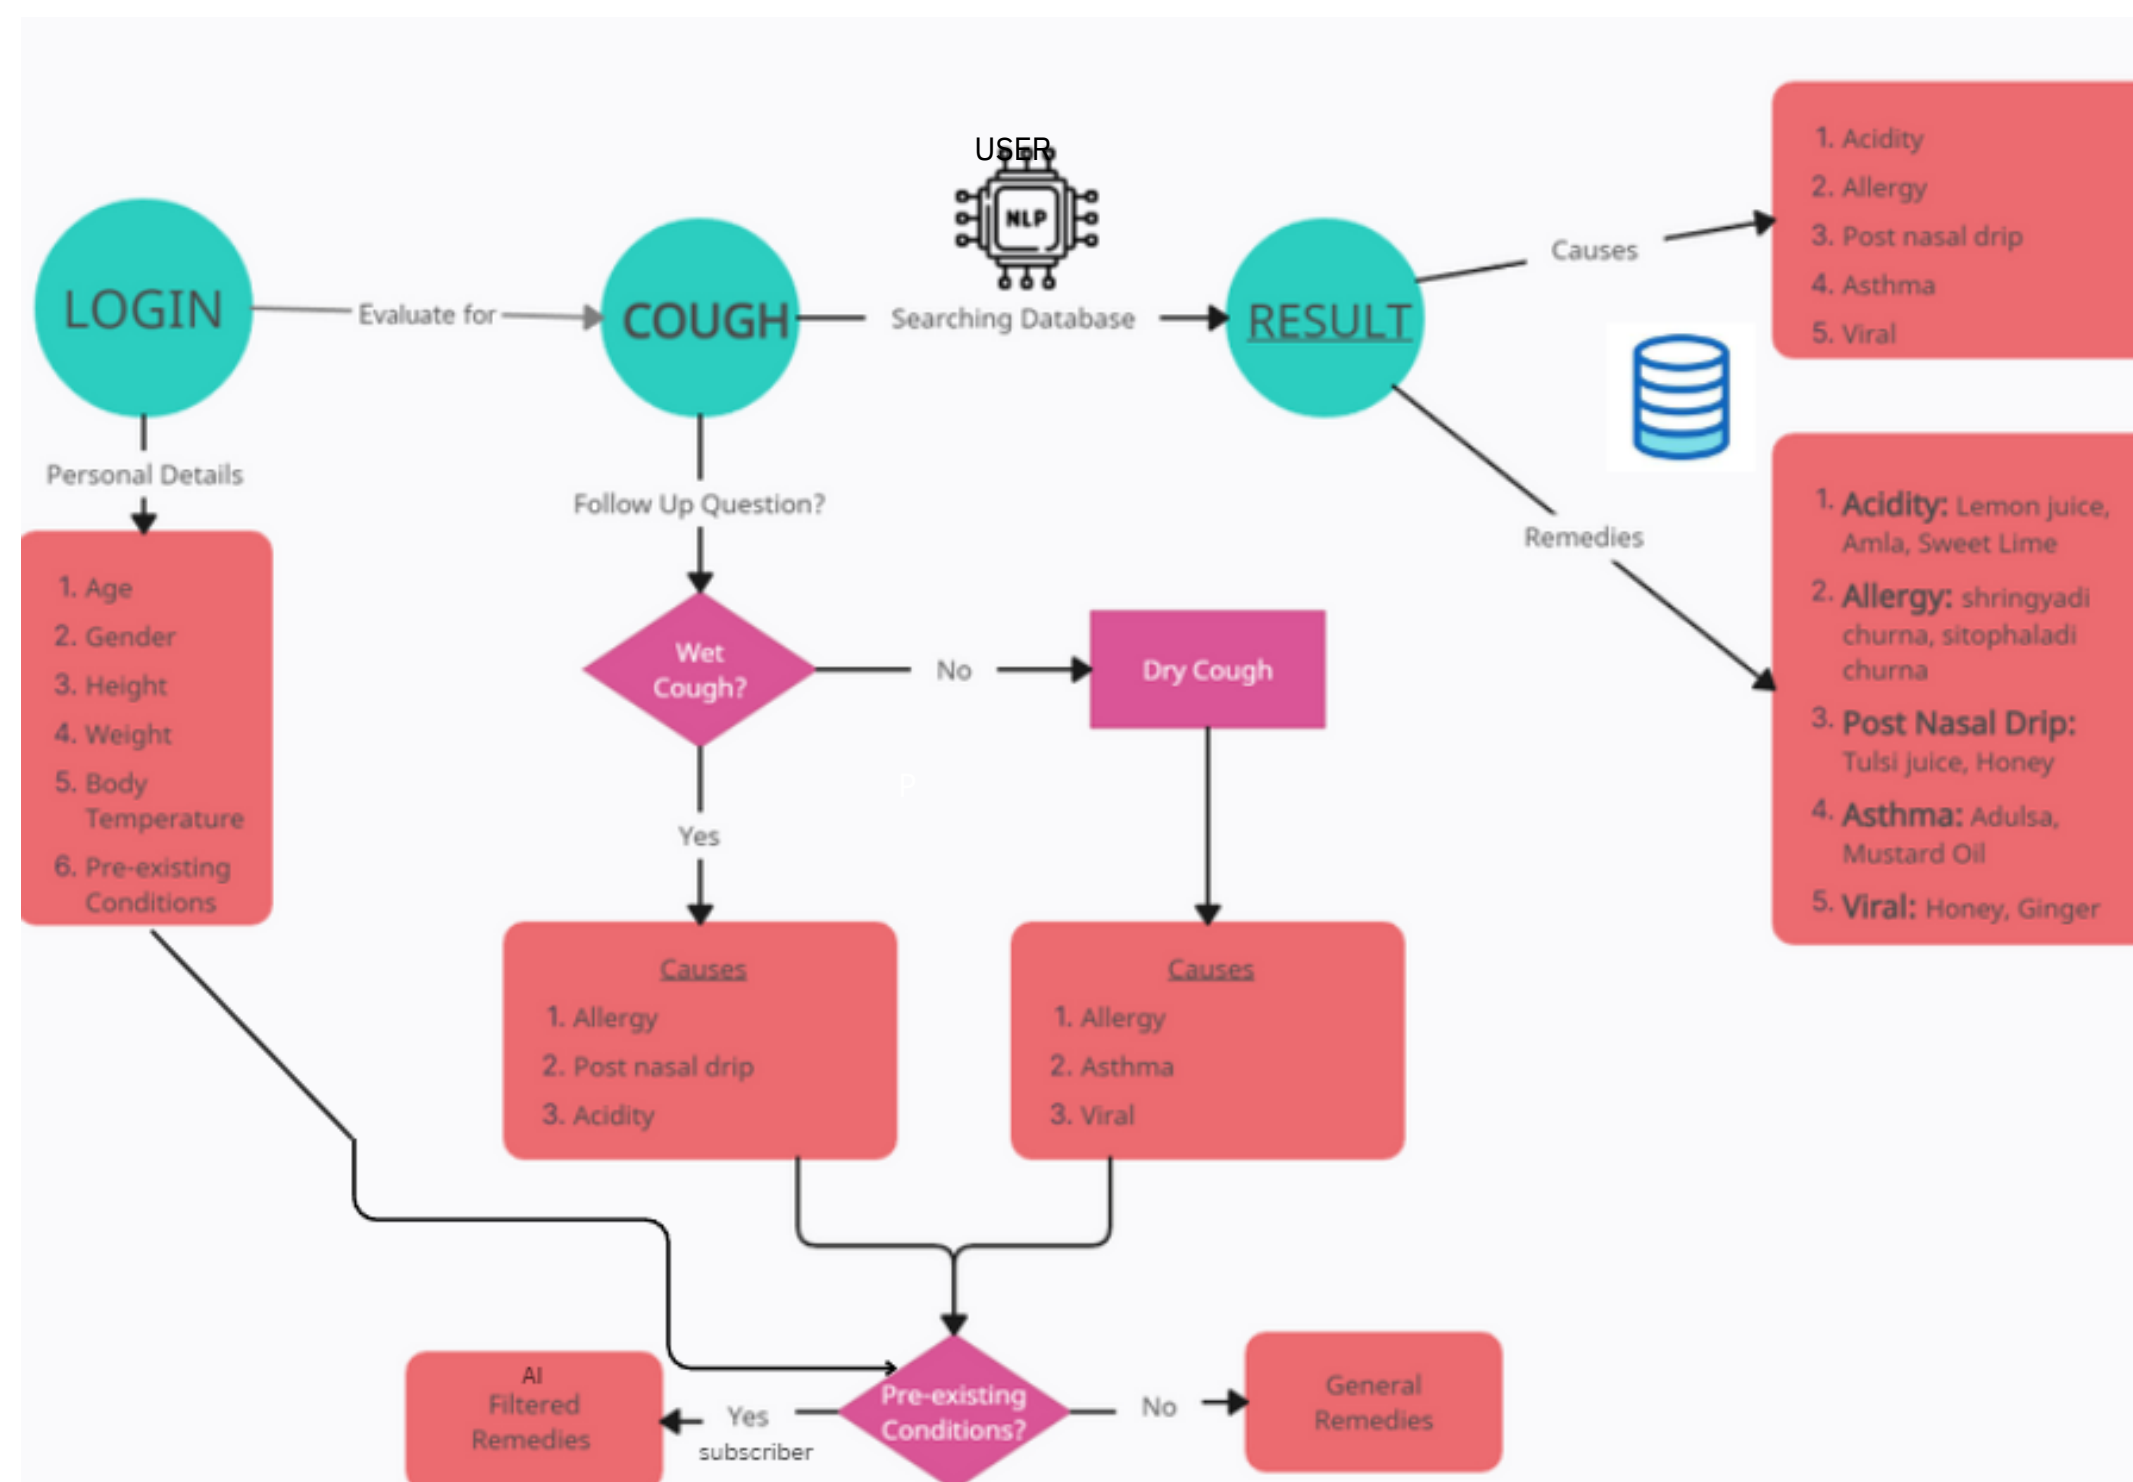 USER
NLP
LOGIN
Evaluate for
COUGH
Searching Database
RESULT
Causes
1. Acidity
2. Allergy
3. Post nasal drip
4. Asthma
5. Viral
Remedies
1. Acidity: Lemon juice,
Amla, Sweet Lime
2. Allergy: shringyadi
churna, sitophaladi
churna
3. Post Nasal Drip:
Tulsi juice, Honey
4. Asthma: Adulsa,
Mustard Oil
5. Viral: Honey, Ginger
Personal Details
1. Age
2. Gender
3. Height
4. Weight
5. Body
Temperature
6. Pre-existing
Conditions
Follow Up Question?
Wet
Cough?
No
Dry Cough
P
Yes
Causes
1. Allergy
2. Post nasal drip
3. Acidity
Causes
1. Allergy
2. Asthma
3. Viral
Pre-existing
Conditions?
Yes
subscriber
AI
Filtered
Remedies
No
General
Remedies